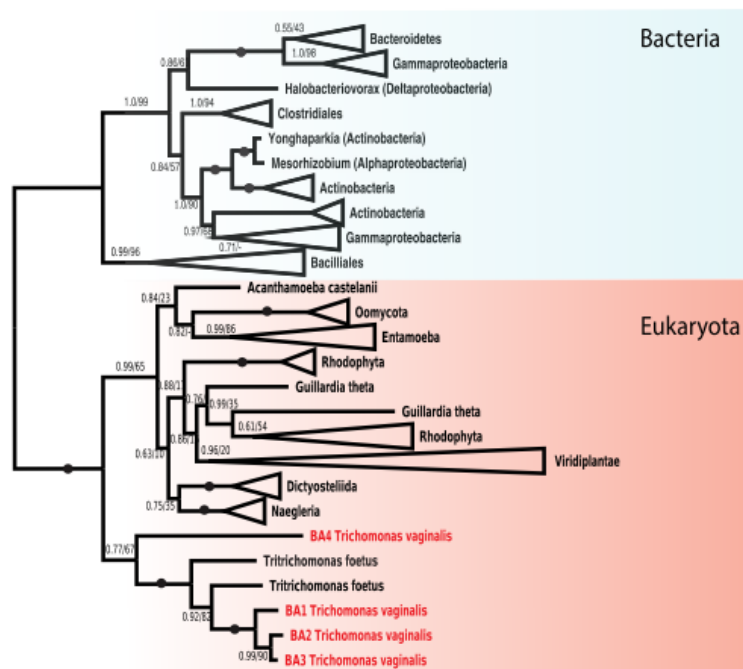 Bacteria
0.55/43
Bacteroidetes
1.0/98
Gammaproteobacteria
0.86/6
Halobacteriovorax (Deltaproteobacteria)
1.0/99
1.0/94
Clostridiales
Yonghaparkia (Actinobacteria)
0.84/57
Mesorhizobium (Alphaproteobacteria)
Actinobacteria
1.0/90
Actinobacteria
0.71/-
Gammaproteobacteria
0.99/96
Bacilliales
Eukaryota
Acanthamoeba castelanii
0.84/23
Oomycota
0.82/-
0.99/86
Entamoeba
0.99/65
Rhodophyta
Guillardia theta
0.99/35
Guillardia theta
0.61/54
Rhodophyta
0.63/10
0.96/20
Viridiplantae
Dictyosteliida
0.75/35
Naegleria
BA4 Trichomonas vaginalis
0.77/67
Tritrichomonas foetus
Tritrichomonas foetus
0.92/82
BA1 Trichomonas vaginalis
BA2 Trichomonas vaginalis
0.99/90
BA3 Trichomonas vaginalis